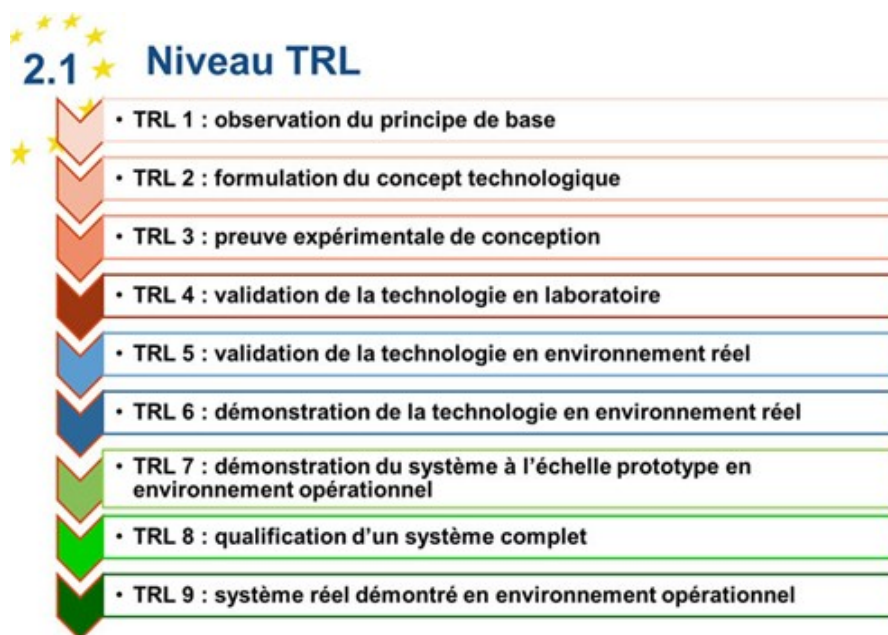 2.1 Niveau TRL
• TRL 1 : observation du principe de base
• TRL 2 : formulation du concept technologique
• TRL 3 : preuve expérimentale de conception
• TRL 4 : validation de la technologie en laboratoire
• TRL 5 : validation de la technologie en environnement réel
• TRL 6 : démonstration de la technologie en environnement réel
• TRL 7 : démonstration du système à l’échelle prototype en
environnement opérationnel
• TRL 8 : qualification d’un système complet
• TRL 9 : système réel démontré en environnement opérationnel